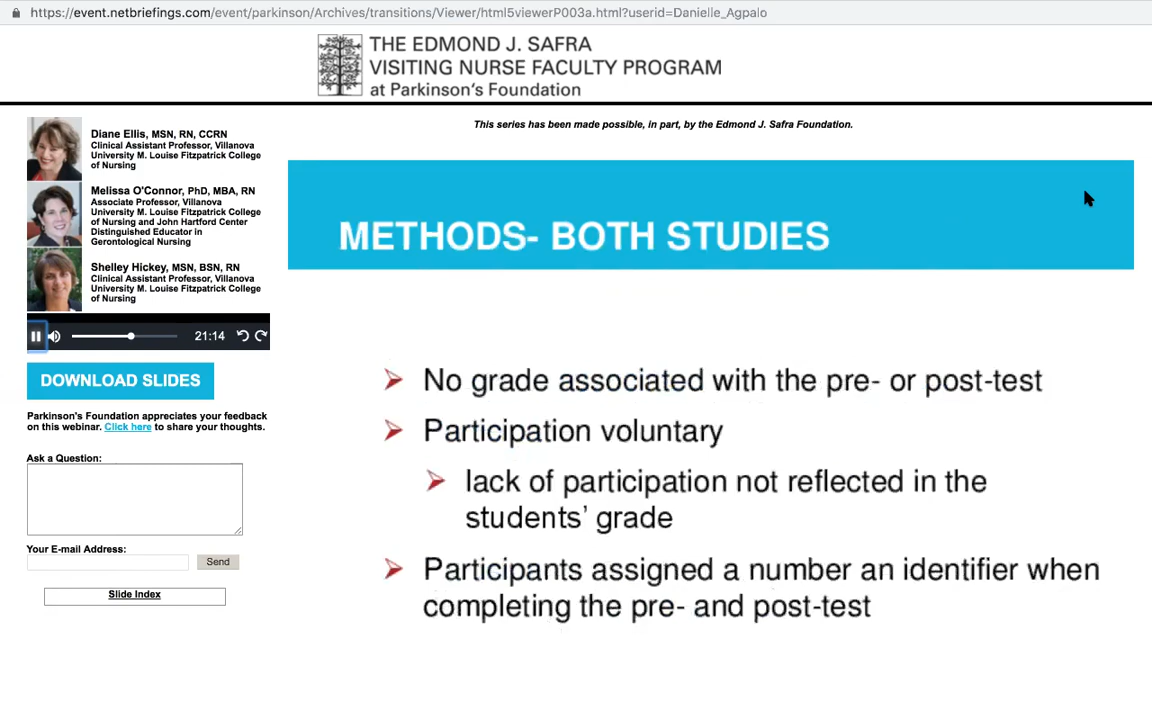 https://event.netbriefings.com/event/parkinson/Archives/transitions/Viewer/html5viewerP003a.html?userid=Danielle_Agpalo
THE EDMOND J. SAFRA
VISITING NURSE FACULTY PROGRAM
at Parkinson's Foundation
This series has been made possible, in part, by the Edmond J. Safra Foundation.
Diane Ellis, MSN, RN, CCRN
Clinical Assistant Professor, Villanova
University M. Louise Fitzpatrick College
of Nursing
Melissa O'Connor, PhD, MBA, RN
Associate Professor, Villanova
University M. Louise Fitzpatrick College
of Nursing and John Hartford Center
Distinguished Educator in
Gerontological Nursing
Shelley Hickey, MSN, BSN, RN
Clinical Assistant Professor, Villanova
University M. Louise Fitzpatrick College
of Nursing
21:14
DOWNLOAD SLIDES
Parkinson's Foundation appreciates your feedback
on this webinar. Click here to share your thoughts.
Ask a Question:
Your E-mail Address:
Send
Slide Index
METHODS- BOTH STUDIES
No grade associated with the pre- or post-test
Participation voluntary
lack of participation not reflected in the
students' grade
Participants assigned a number an identifier when
completing the pre- and post-test